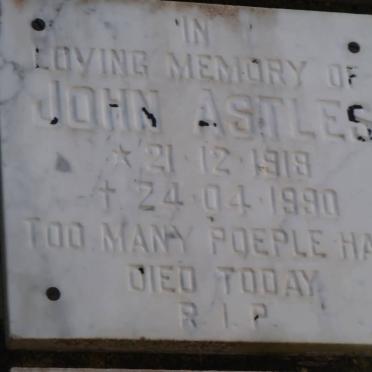 IN
LOVING MEMORY OF
JOHN ASTLES
* 21·12·1918
† 24·04·1990
TOO MANY POEPLE HA
DIED TODAY
R.I.P.